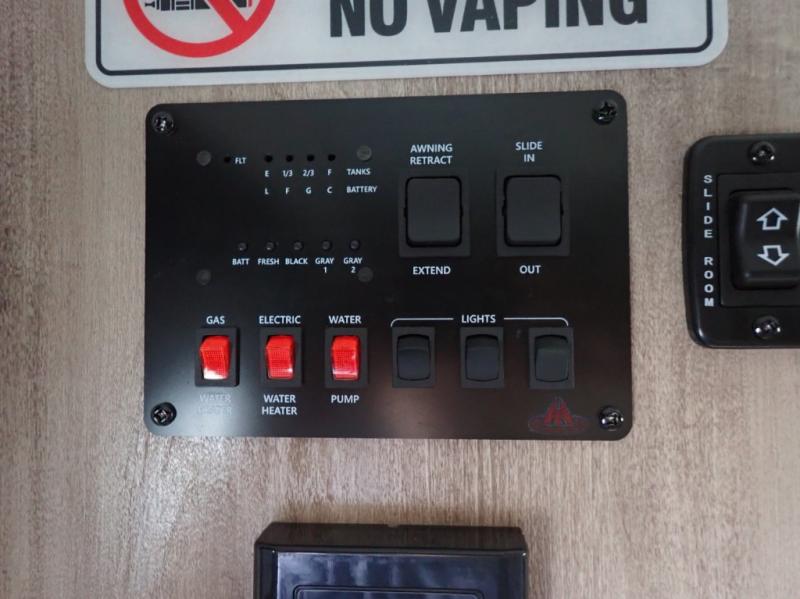 NO VAPING
AWNING
RETRACT
SLIDE
IN
FLT
E 1/3 2/3 F TANKS
L F G C BATTERY
BATT FRESH BLACK GRAY 1 GRAY 2
EXTEND
OUT
GAS
ELECTRIC
WATER
LIGHTS
WATER
HEATER
WATER
HEATER
PUMP
SLIDE ROOM